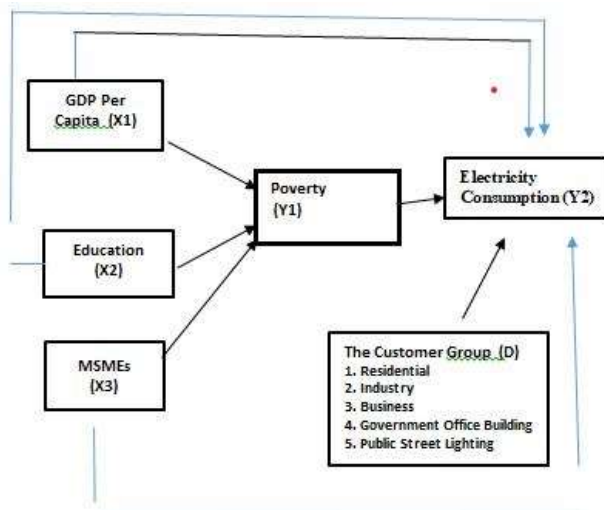 GDP Per
Capita (X1)
Poverty
(Y1)
Electricity
Consumption (Y2)
Education
(X2)
MSMEs
(X3)
The Customer Group (D)
1. Residential
2. Industry
3. Business
4. Government Office Building
5. Public Street Lighting